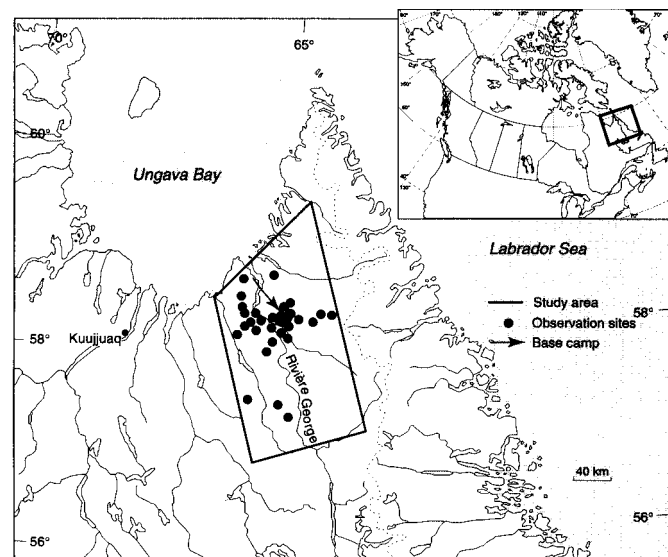 70°
65°
60°
Ungava Bay
Labrador Sea
Study area
Observation sites
Base camp
58°
58°
Kuujjuaq
Rivière George
40 km
56°
56°